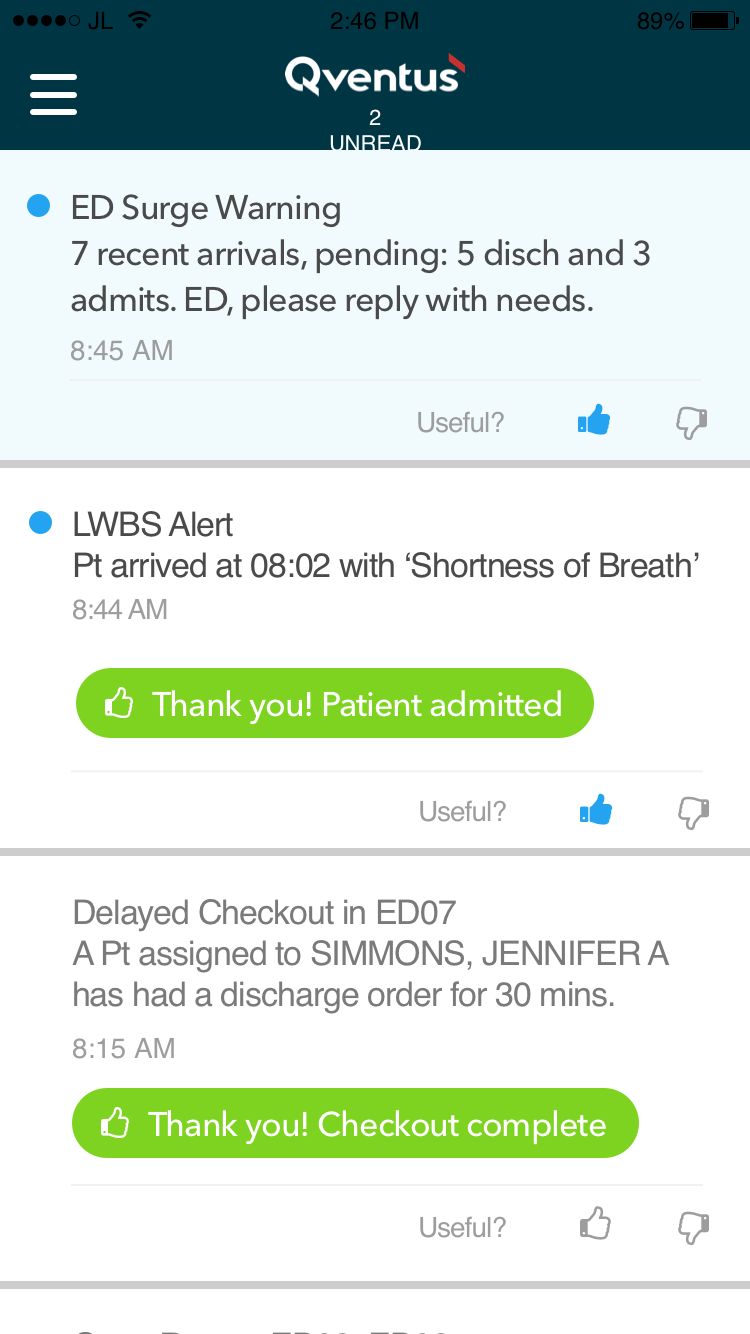 JL 2:46 PM 89%
Qventus
2
UNREAD
ED Surge Warning
7 recent arrivals, pending: 5 disch and 3
admits. ED, please reply with needs.
8:45 AM
Useful?
LWBS Alert
Pt arrived at 08:02 with ‘Shortness of Breath’
8:44 AM
Thank you! Patient admitted
Useful?
Delayed Checkout in ED07
A Pt assigned to SIMMONS, JENNIFER A
has had a discharge order for 30 mins.
8:15 AM
Thank you! Checkout complete
Useful?